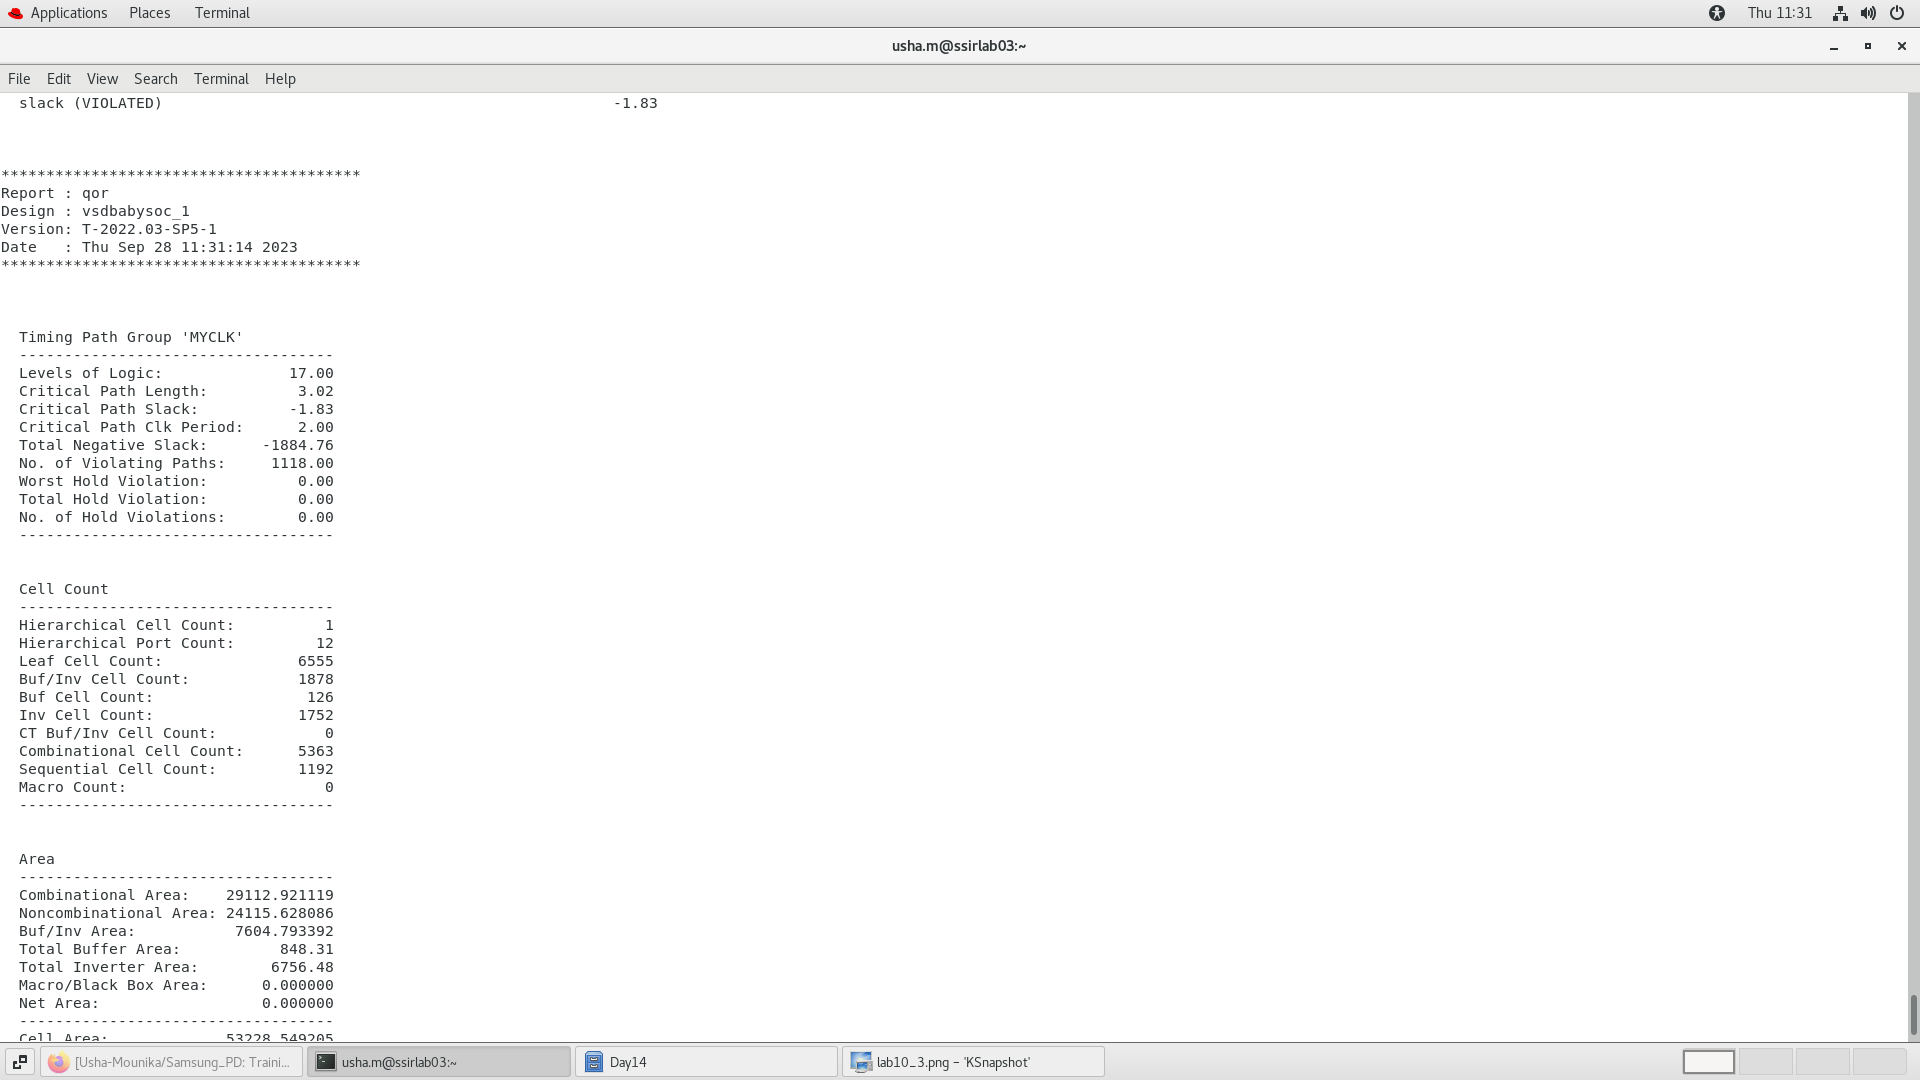 Applications Places Terminal Thu 11:31
usha.m@ssirlab03:~
File Edit View Search Terminal Help
slack (VIOLATED) -1.83
****************************************
Report : qor
Design : vsdbabysoc_1
Version: T-2022.03-SP5-1
Date   : Thu Sep 28 11:31:14 2023
****************************************
Timing Path Group 'MYCLK'
-----------------------------------
Levels of Logic: 17.00
Critical Path Length: 3.02
Critical Path Slack: -1.83
Critical Path Clk Period: 2.00
Total Negative Slack: -1884.76
No. of Violating Paths: 1118.00
Worst Hold Violation: 0.00
Total Hold Violation: 0.00
No. of Hold Violations: 0.00
-----------------------------------
Cell Count
-----------------------------------
Hierarchical Cell Count: 1
Hierarchical Port Count: 12
Leaf Cell Count: 6555
Buf/Inv Cell Count: 1878
Buf Cell Count: 126
Inv Cell Count: 1752
CT Buf/Inv Cell Count: 0
Combinational Cell Count: 5363
Sequential Cell Count: 1192
Macro Count: 0
-----------------------------------
Area
-----------------------------------
Combinational Area: 29112.921119
Noncombinational Area: 24115.628086
Buf/Inv Area: 7604.793392
Total Buffer Area: 848.31
Total Inverter Area: 6756.48
Macro/Black Box Area: 0.000000
Net Area: 0.000000
-----------------------------------
Cell Area: 53228.549205
[Usha-Mounika/Samsung_PD: Traini... usha.m@ssirlab03:~ Day14 lab10_3.png – 'KSnapshot'